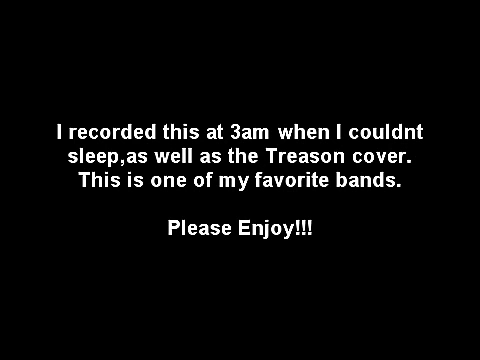 I recorded this at 3am when I couldnt
sleep,as well as the Treason cover.
This is one of my favorite bands.
Please Enjoy!!!